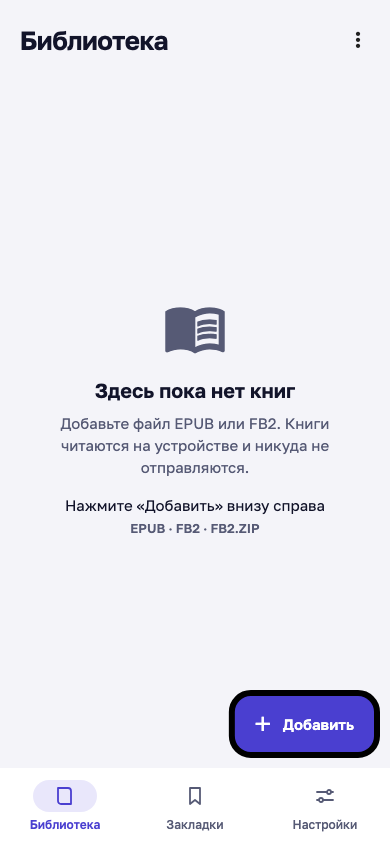 Библиотека
Здесь пока нет книг
Добавьте файл EPUB или FB2. Книги
читаются на устройстве и никуда не
отправляются.
Нажмите «Добавить» внизу справа
EPUB · FB2 · FB2.ZIP
Добавить
Библиотека
Закладки
Настройки